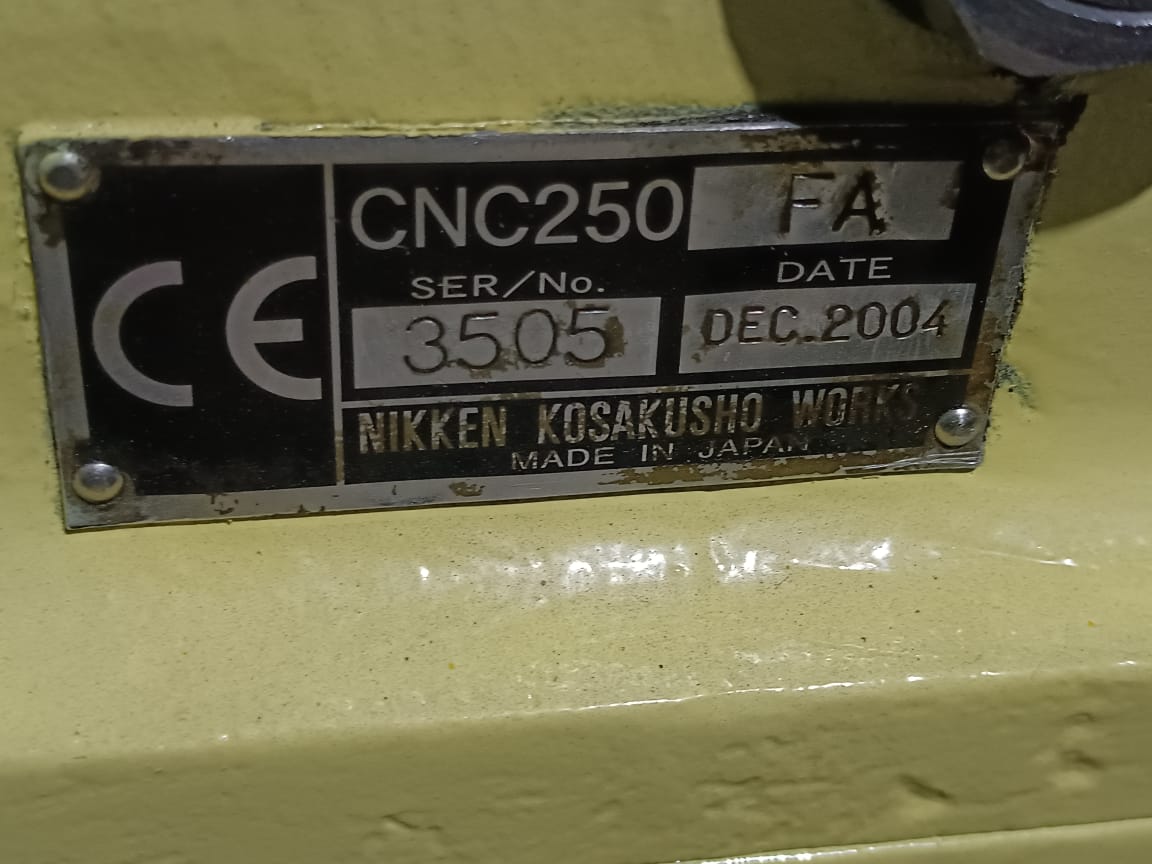 CE
CNC250 FA
SER/No. DATE
3505 DEC.2004
NIKKEN KOSAKUSHO WORKS
MADE IN JAPAN